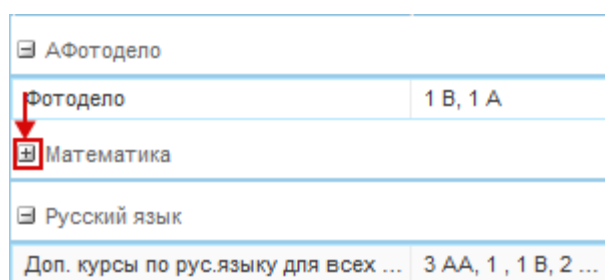 АФотодело
Фотодело 1 В, 1 А
Математика
Русский язык
Доп. курсы по рус.языку для всех ... 3 АА, 1 , 1 В, 2 ...